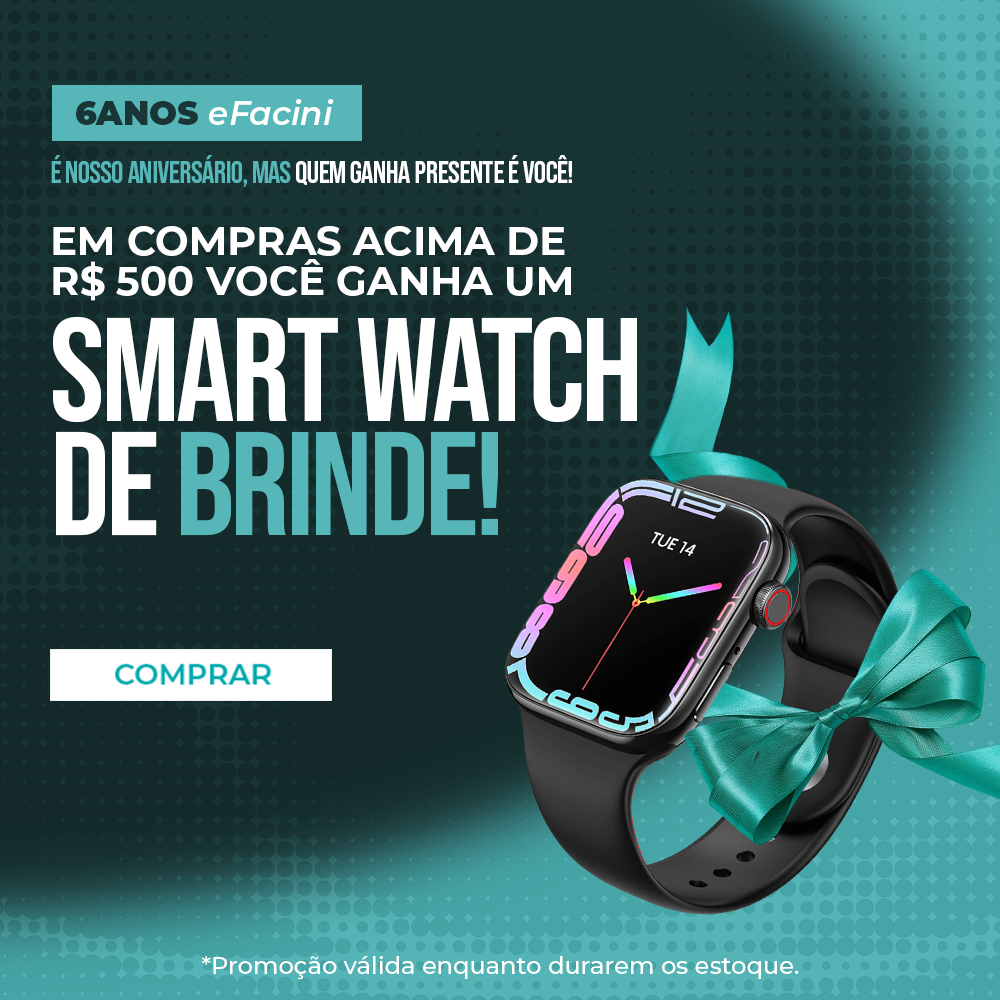 6ANOS eFacini
É NOSSO ANIVERSÁRIO, MAS QUEM GANHA PRESENTE É VOCÊ!
EM COMPRAS ACIMA DE
R$ 500 VOCÊ GANHA UM
SMART WATCH
DE BRINDE!
TUE 14
COMPRAR
*Promoção válida enquanto durarem os estoque.